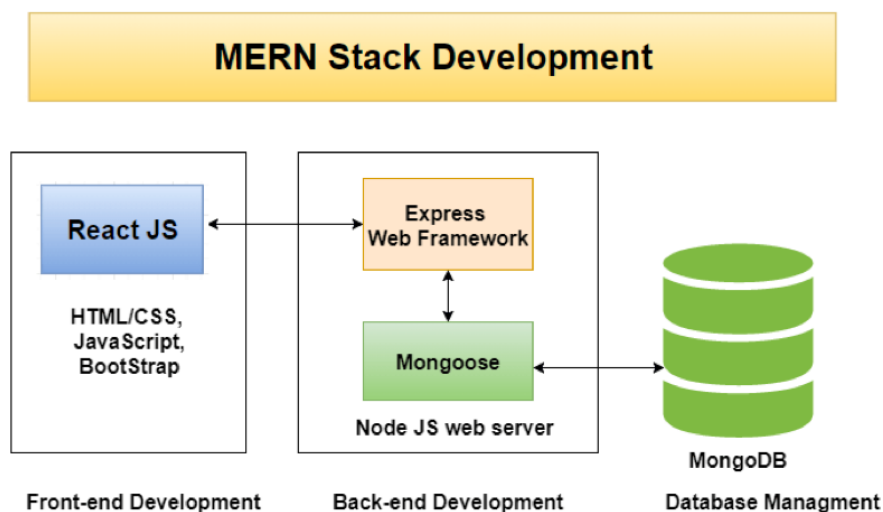 MERN Stack Development
React JS
HTML/CSS,
JavaScript,
BootStrap
Express
Web Framework
Mongoose
Node JS web server
MongoDB
Front-end Development
Back-end Development
Database Managment